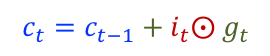 c_t = c_{t-1} + i_t ⊙ g_t